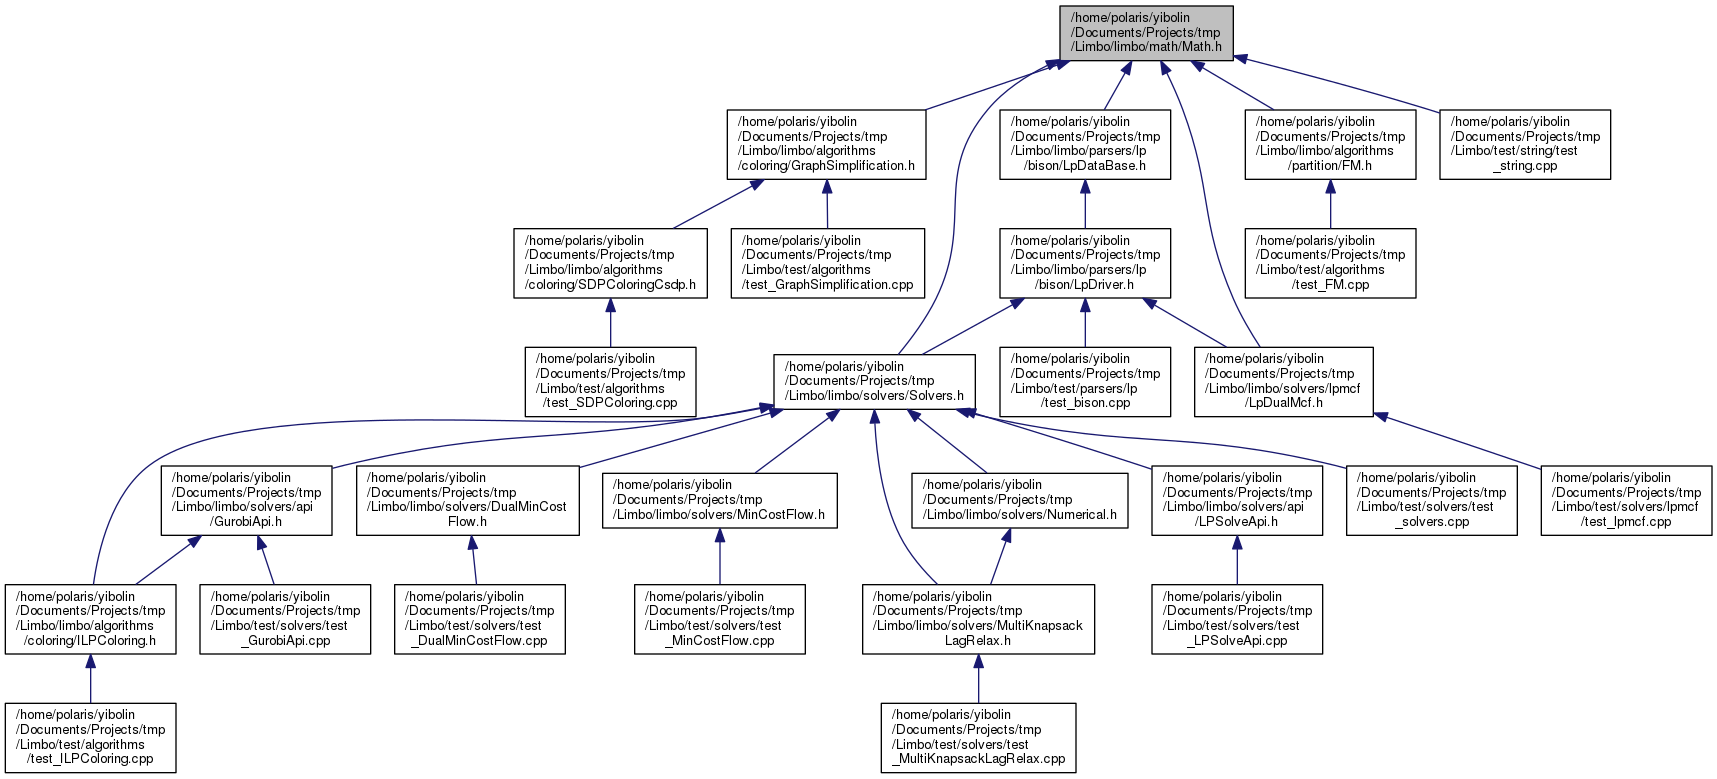 /home/polaris/yibolin
/Documents/Projects/tmp
/Limbo/limbo/math/Math.h
/home/polaris/yibolin
/Documents/Projects/tmp
/Limbo/limbo/algorithms
/coloring/GraphSimplification.h
/home/polaris/yibolin
/Documents/Projects/tmp
/Limbo/limbo/parsers/lp
/bison/LpDataBase.h
/home/polaris/yibolin
/Documents/Projects/tmp
/Limbo/limbo/algorithms
/partition/FM.h
/home/polaris/yibolin
/Documents/Projects/tmp
/Limbo/test/string/test
_string.cpp
/home/polaris/yibolin
/Documents/Projects/tmp
/Limbo/limbo/algorithms
/coloring/SDPColoringCsdp.h
/home/polaris/yibolin
/Documents/Projects/tmp
/Limbo/test/algorithms
/test_GraphSimplification.cpp
/home/polaris/yibolin
/Documents/Projects/tmp
/Limbo/limbo/parsers/lp
/bison/LpDriver.h
/home/polaris/yibolin
/Documents/Projects/tmp
/Limbo/test/algorithms
/test_FM.cpp
/home/polaris/yibolin
/Documents/Projects/tmp
/Limbo/test/algorithms
/test_SDPColoring.cpp
/home/polaris/yibolin
/Documents/Projects/tmp
/Limbo/limbo/solvers/Solvers.h
/home/polaris/yibolin
/Documents/Projects/tmp
/Limbo/test/parsers/lp
/test_bison.cpp
/home/polaris/yibolin
/Documents/Projects/tmp
/Limbo/limbo/solvers/lpmcf
/LpDualMcf.h
/home/polaris/yibolin
/Documents/Projects/tmp
/Limbo/limbo/solvers/api
/GurobiApi.h
/home/polaris/yibolin
/Documents/Projects/tmp
/Limbo/limbo/solvers/DualMinCost
Flow.h
/home/polaris/yibolin
/Documents/Projects/tmp
/Limbo/limbo/solvers/MinCostFlow.h
/home/polaris/yibolin
/Documents/Projects/tmp
/Limbo/limbo/solvers/Numerical.h
/home/polaris/yibolin
/Documents/Projects/tmp
/Limbo/limbo/solvers/api
/LPSolveApi.h
/home/polaris/yibolin
/Documents/Projects/tmp
/Limbo/test/solvers/test
_solvers.cpp
/home/polaris/yibolin
/Documents/Projects/tmp
/Limbo/test/solvers/lpmcf
/test_lpmcf.cpp
/home/polaris/yibolin
/Documents/Projects/tmp
/Limbo/limbo/algorithms
/coloring/ILPColoring.h
/home/polaris/yibolin
/Documents/Projects/tmp
/Limbo/test/solvers/test
_GurobiApi.cpp
/home/polaris/yibolin
/Documents/Projects/tmp
/Limbo/test/solvers/test
_DualMinCostFlow.cpp
/home/polaris/yibolin
/Documents/Projects/tmp
/Limbo/test/solvers/test
_MinCostFlow.cpp
/home/polaris/yibolin
/Documents/Projects/tmp
/Limbo/limbo/solvers/MultiKnapsack
LagRelax.h
/home/polaris/yibolin
/Documents/Projects/tmp
/Limbo/test/solvers/test
_LPSolveApi.cpp
/home/polaris/yibolin
/Documents/Projects/tmp
/Limbo/test/algorithms
/test_ILPColoring.cpp
/home/polaris/yibolin
/Documents/Projects/tmp
/Limbo/test/solvers/test
_MultiKnapsackLagRelax.cpp